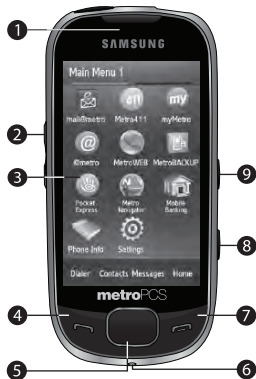 1
SAMSUNG
Main Menu 1
mail@metro Metro411 myMetro
2
@metro MetroWEB MetroBACKUP
3
9
Pocket Express Metro Navigator Mobile Banking
Phone Info Settings
8
Dialer Contacts Messages Home
metroPCS
4
7
5
6